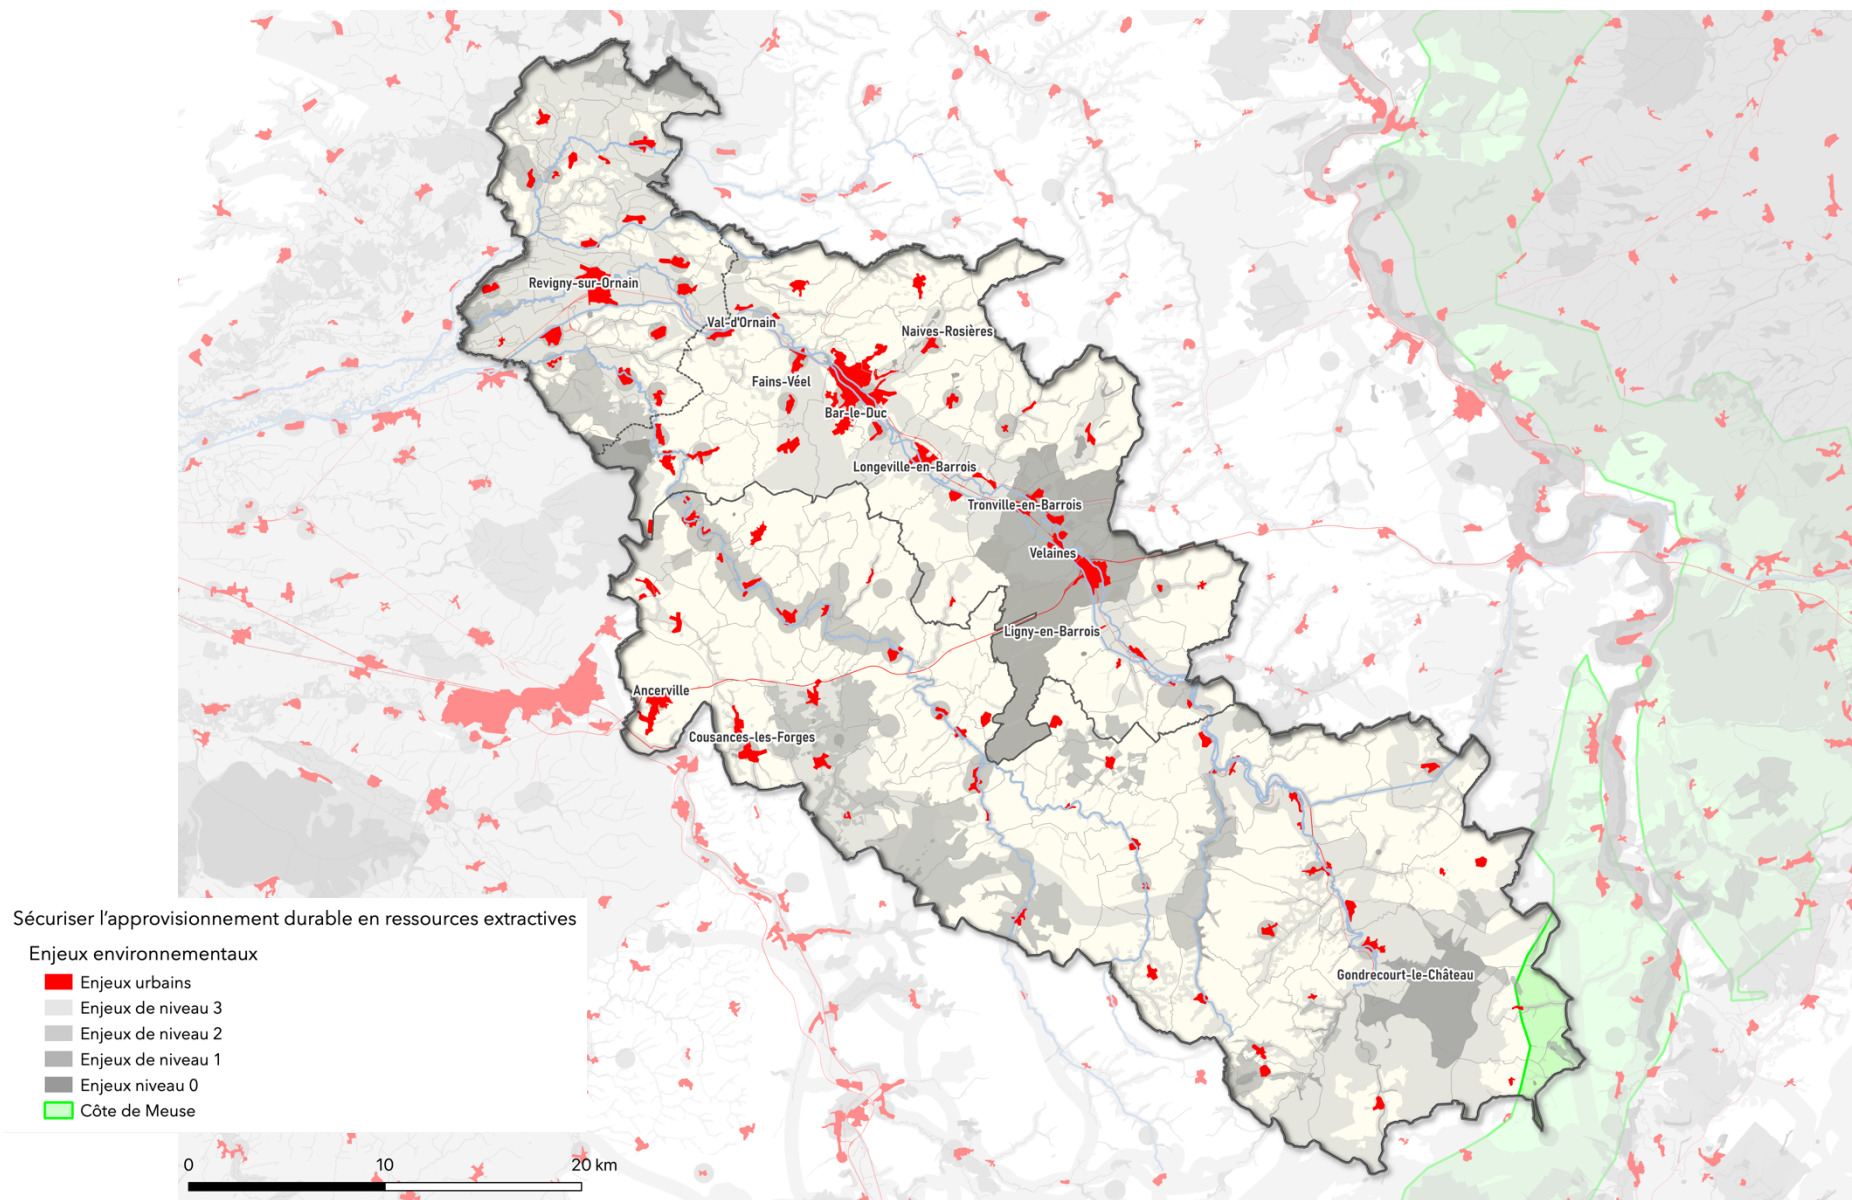 Revigny-sur-Ornain
Val-d'Ornain
Naives-Rosières
Fains-Véel
Bar-le-Duc
Longeville-en-Barrois
Tronville-en-Barrois
Velaines
Ligny-en-Barrois
Ancerville
Cousances-les-Forges
Gondrecourt-le-Château
Sécuriser l'approvisionnement durable en ressources extractives
Enjeux environnementaux
Enjeux urbains
Enjeux de niveau 3
Enjeux de niveau 2
Enjeux de niveau 1
Enjeux niveau 0
Côte de Meuse
0 10 20 km